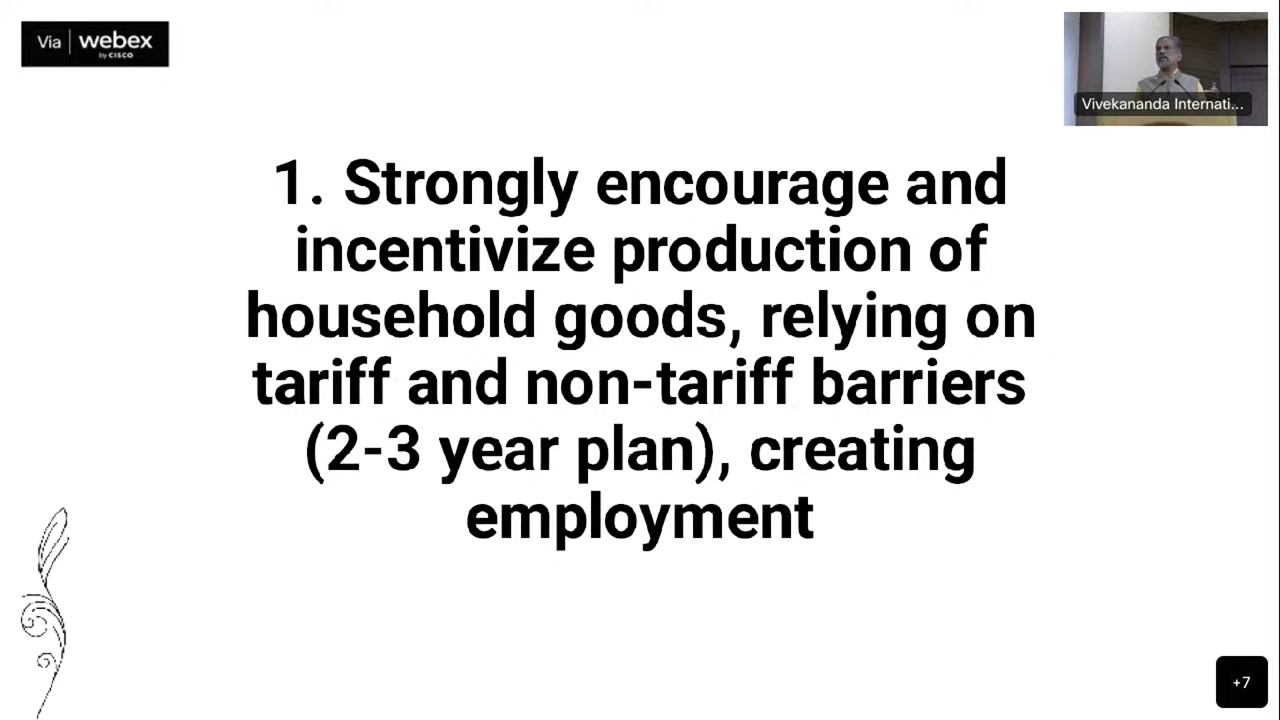 Via webex
by CISCO
Vivekananda Internati...
1. Strongly encourage and
incentivize production of
household goods, relying on
tariff and non-tariff barriers
(2-3 year plan), creating
employment
+7